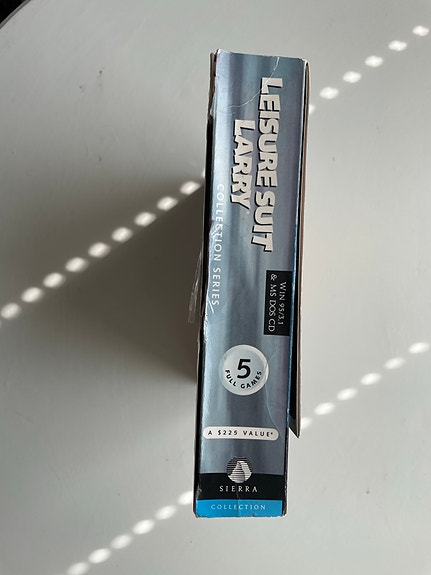 LEISURE SUIT
LARRY
COLLECTION SERIES
WIN 95/3.1
& MS DOS CD
5
FULL GAMES
A $225 VALUE*
SIERRA
COLLECTION